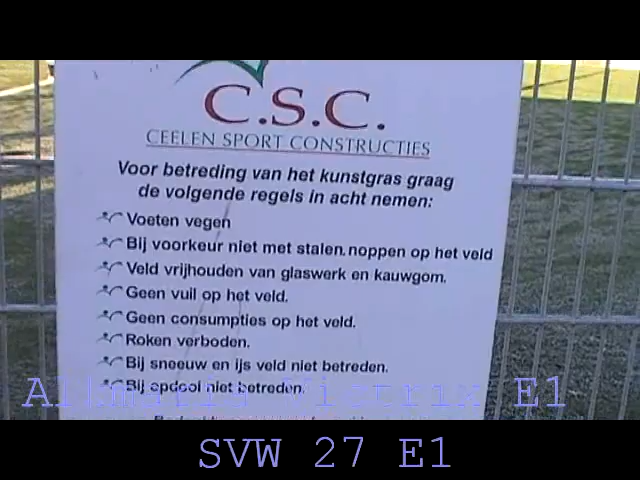 C.S.C.
CEELEN SPORT CONSTRUCTIES
Voor betreding van het kunstgras graag
de volgende regels in acht nemen:
Voeten vegen
Bij voorkeur niet met stalen noppen op het veld
Veld vrijhouden van glaswerk en kauwgom.
Geen vuil op het veld.
Geen consumpties op het veld.
Roken verboden.
Bij sneeuw en ijs veld niet betreden.
Bij opdooi niet betreden.
Victrix E1
SVW 27 E1